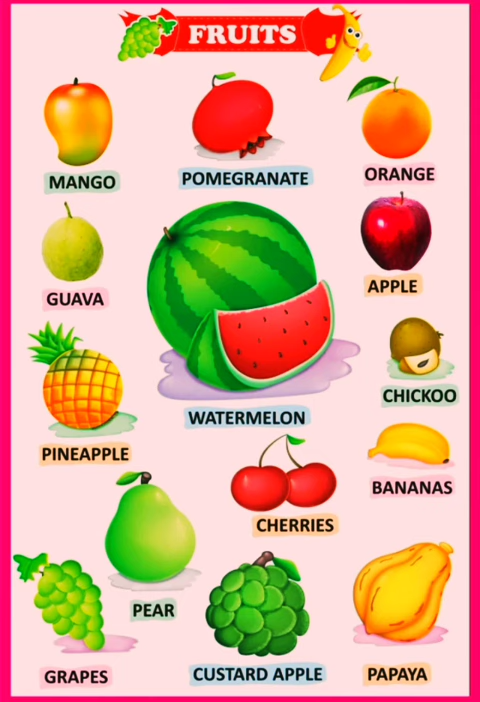 FRUITS
MANGO
POMEGRANATE
ORANGE
GUAVA
APPLE
CHICKOO
WATERMELON
PINEAPPLE
BANANAS
CHERRIES
PEAR
GRAPES
CUSTARD APPLE
PAPAYA